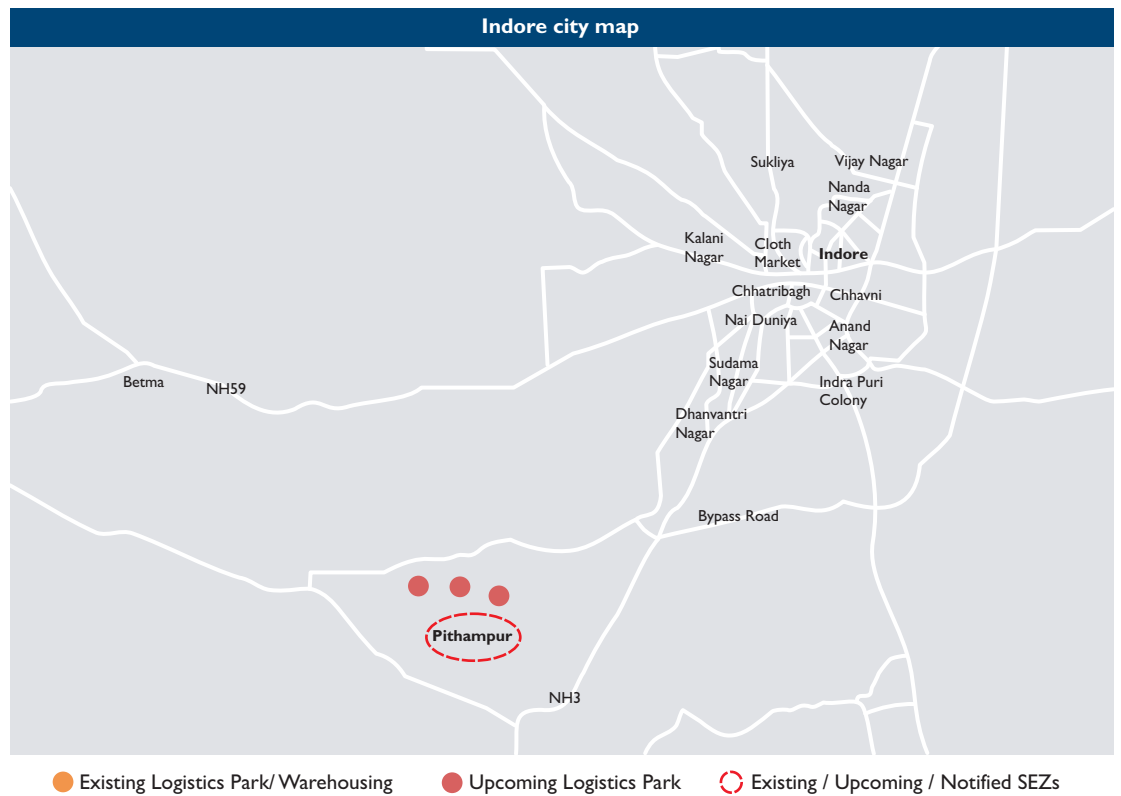 Indore city map
Sukliya
Vijay Nagar
Nanda
Nagar
Kalani
Nagar
Cloth
Market
Indore
Chhatribagh
Chhavni
Nai Duniya
Anand
Nagar
Sudama
Nagar
Betma
NH59
Indra Puri
Colony
Dhanvantri
Nagar
Bypass Road
Pithampur
NH3
Existing Logistics Park/ Warehousing
Upcoming Logistics Park
Existing / Upcoming / Notified SEZs